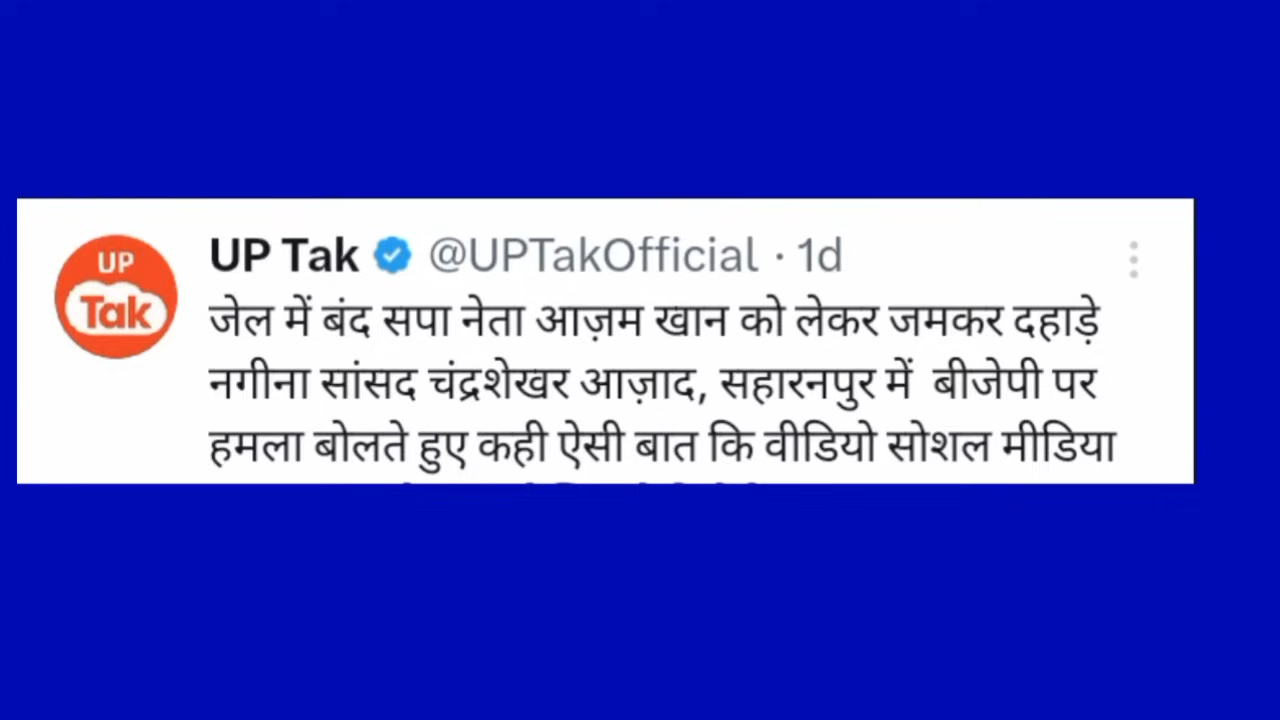 UP
Tak
UP Tak @UPTakOfficial · 1d
जेल में बंद सपा नेता आज़म खान को लेकर जमकर दहाड़े
नगीना सांसद चंद्रशेखर आज़ाद, सहारनपुर में बीजेपी पर
हमला बोलते हुए कही ऐसी बात कि वीडियो सोशल मीडिया